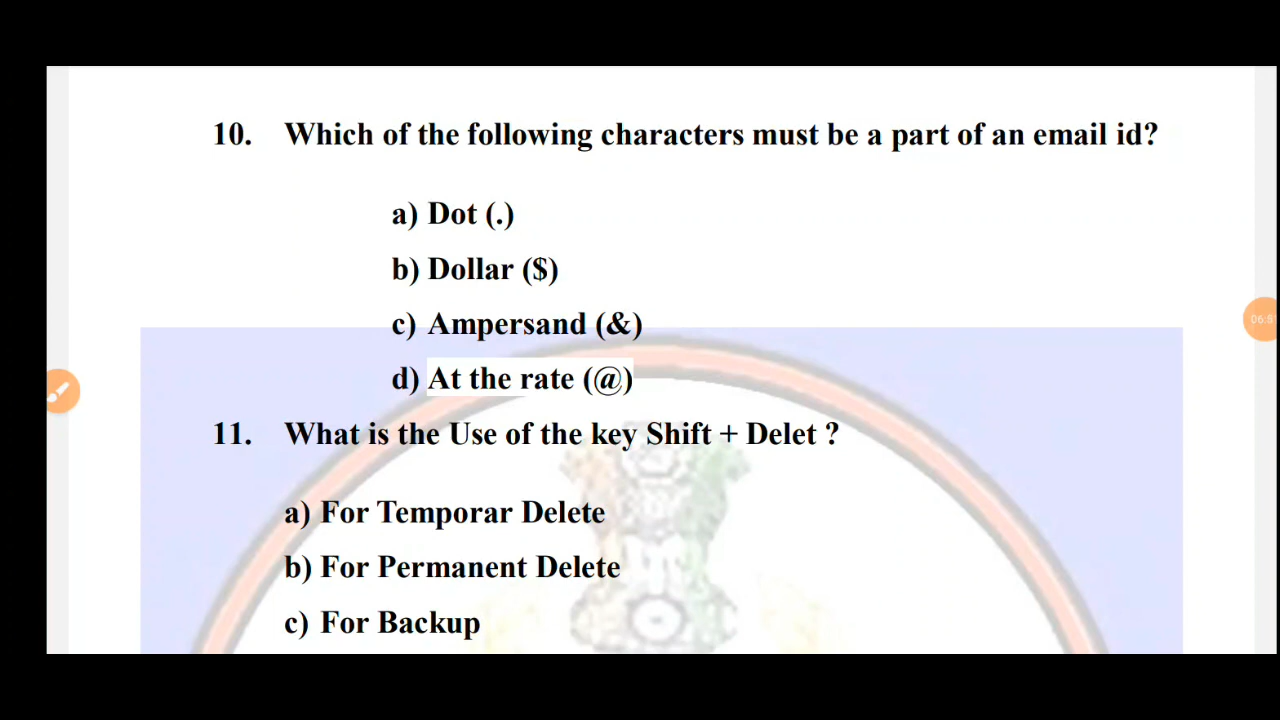 10. Which of the following characters must be a part of an email id?
a) Dot (.)
b) Dollar ($)
c) Ampersand (&)
d) At the rate (@)
11. What is the Use of the key Shift + Delet ?
a) For Temporar Delete
b) For Permanent Delete
c) For Backup